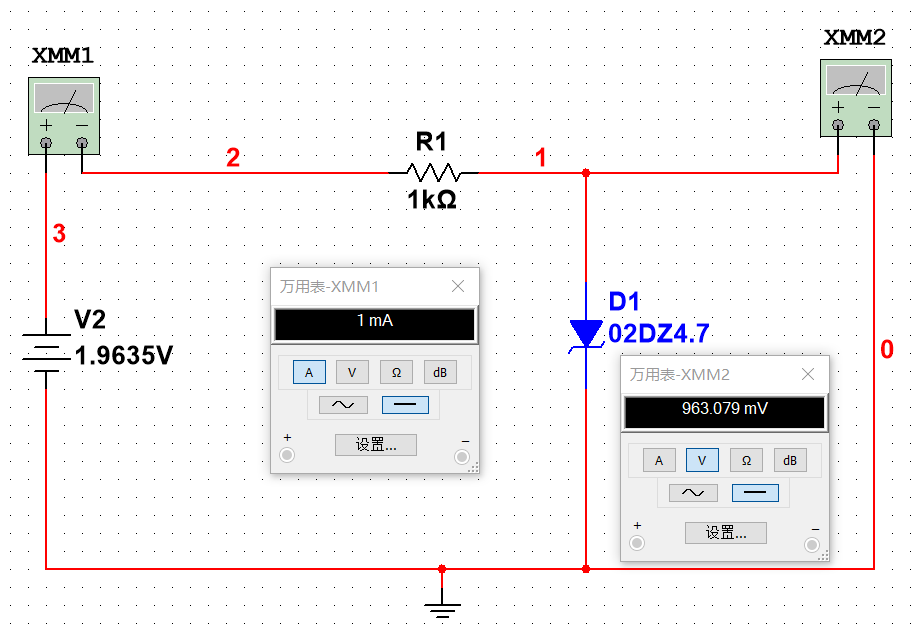 XMM1
XMM2
+ −
+ −
R1
2
1
1kΩ
3
V2
1.9635V
万用表-XMM1
1 mA
A V Ω dB
+
设置...
−
D1
02DZ4.7
0
万用表-XMM2
963.079 mV
A V Ω dB
+
设置...
−